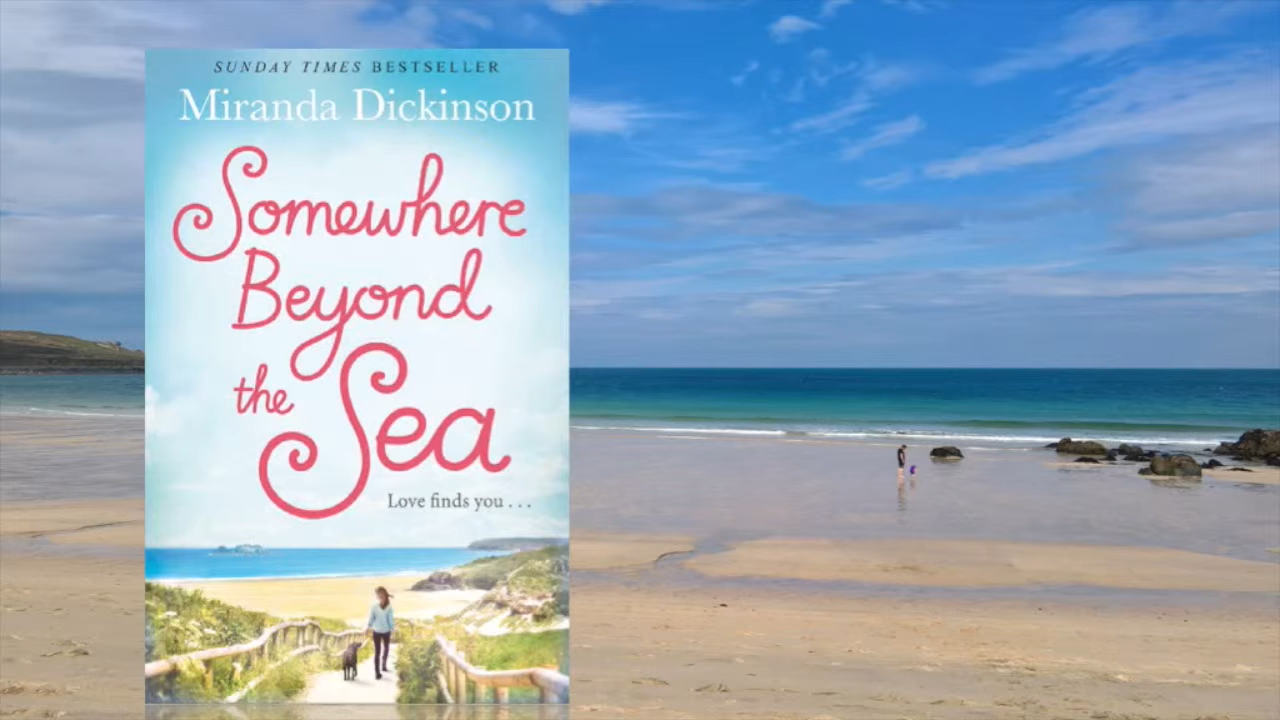 SUNDAY TIMES BESTSELLER
Miranda Dickinson
Somewhere
Beyond
the Sea
Love finds you . . .